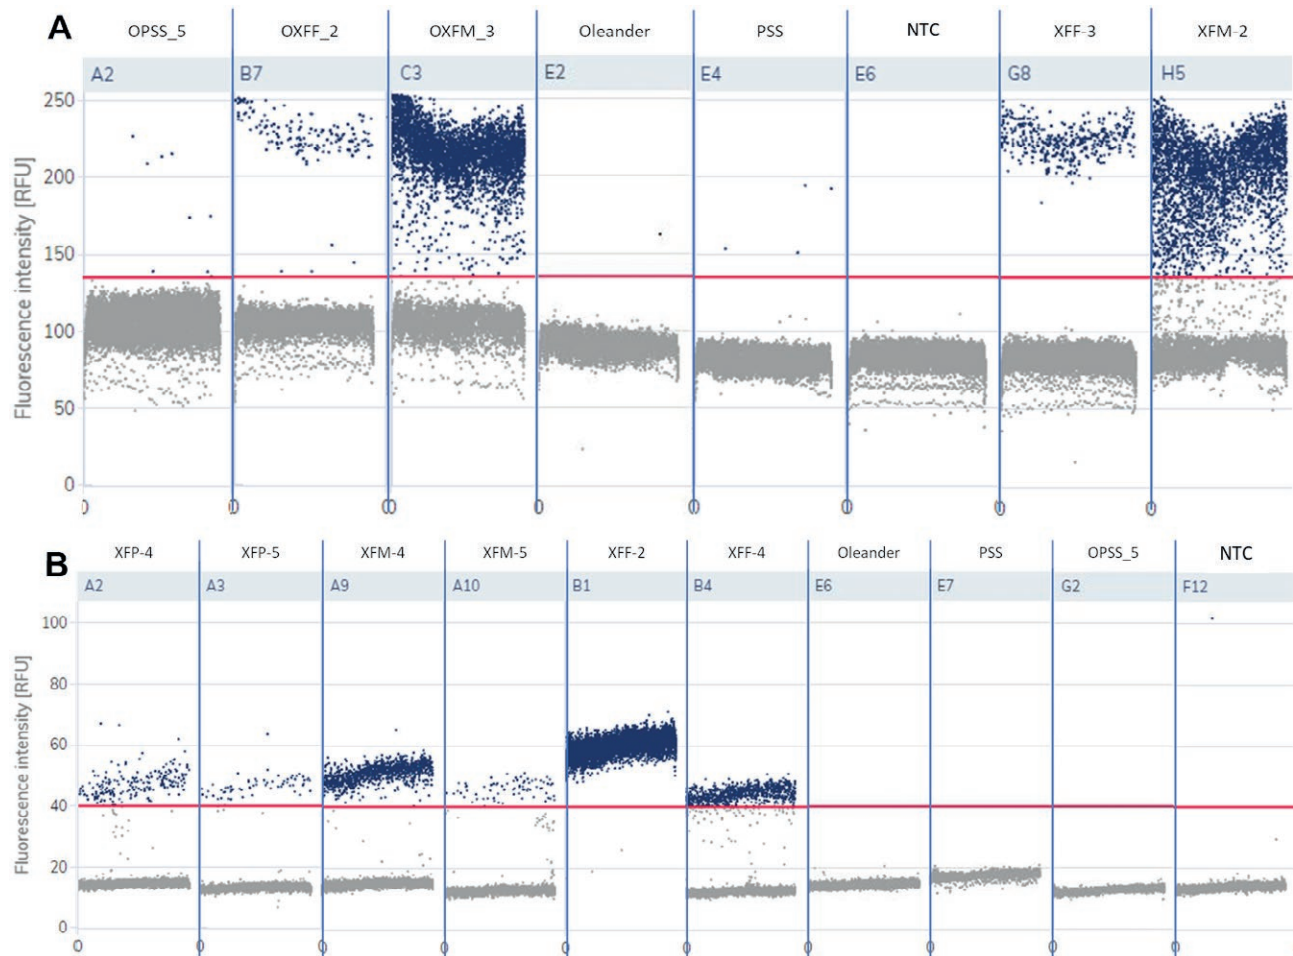 A
OPSS_5 OXFF_2 OXFM_3 Oleander PSS NTC XFF-3 XFM-2
A2 B7 C3 E2 E4 E6 G8 H5
Fluorescence intensity [RFU]
250
200
150
100
50
0
0 0 0 0 0 0 0 0
B
XFP-4 XFP-5 XFM-4 XFM-5 XFF-2 XFF-4 Oleander PSS OPSS_5 NTC
A2 A3 A9 A10 B1 B4 E6 E7 G2 F12
Fluorescence intensity [RFU]
100
80
60
40
20
0
0 0 0 0 0 0 0 0 0 0